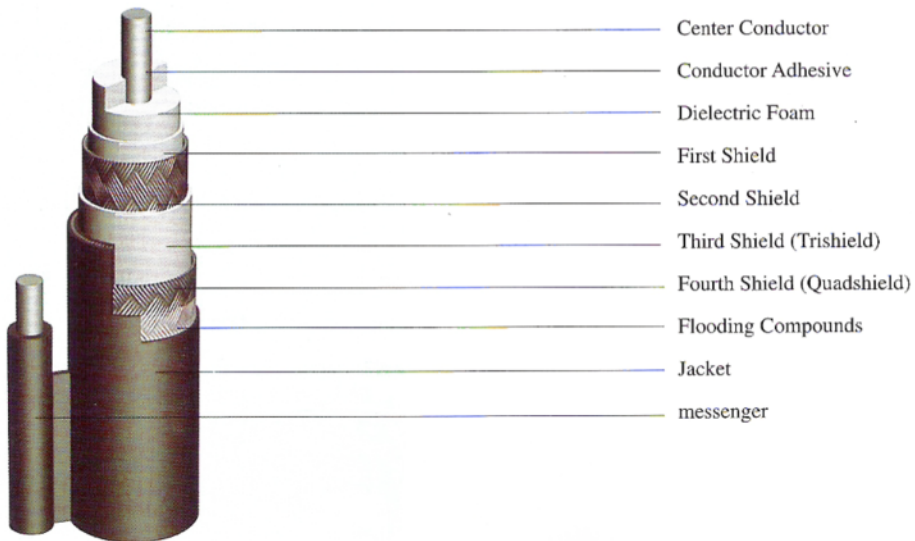 Center Conductor
Conductor Adhesive
Dielectric Foam
First Shield
Second Shield
Third Shield (Trishield)
Fourth Shield (Quadshield)
Flooding Compounds
Jacket
messenger